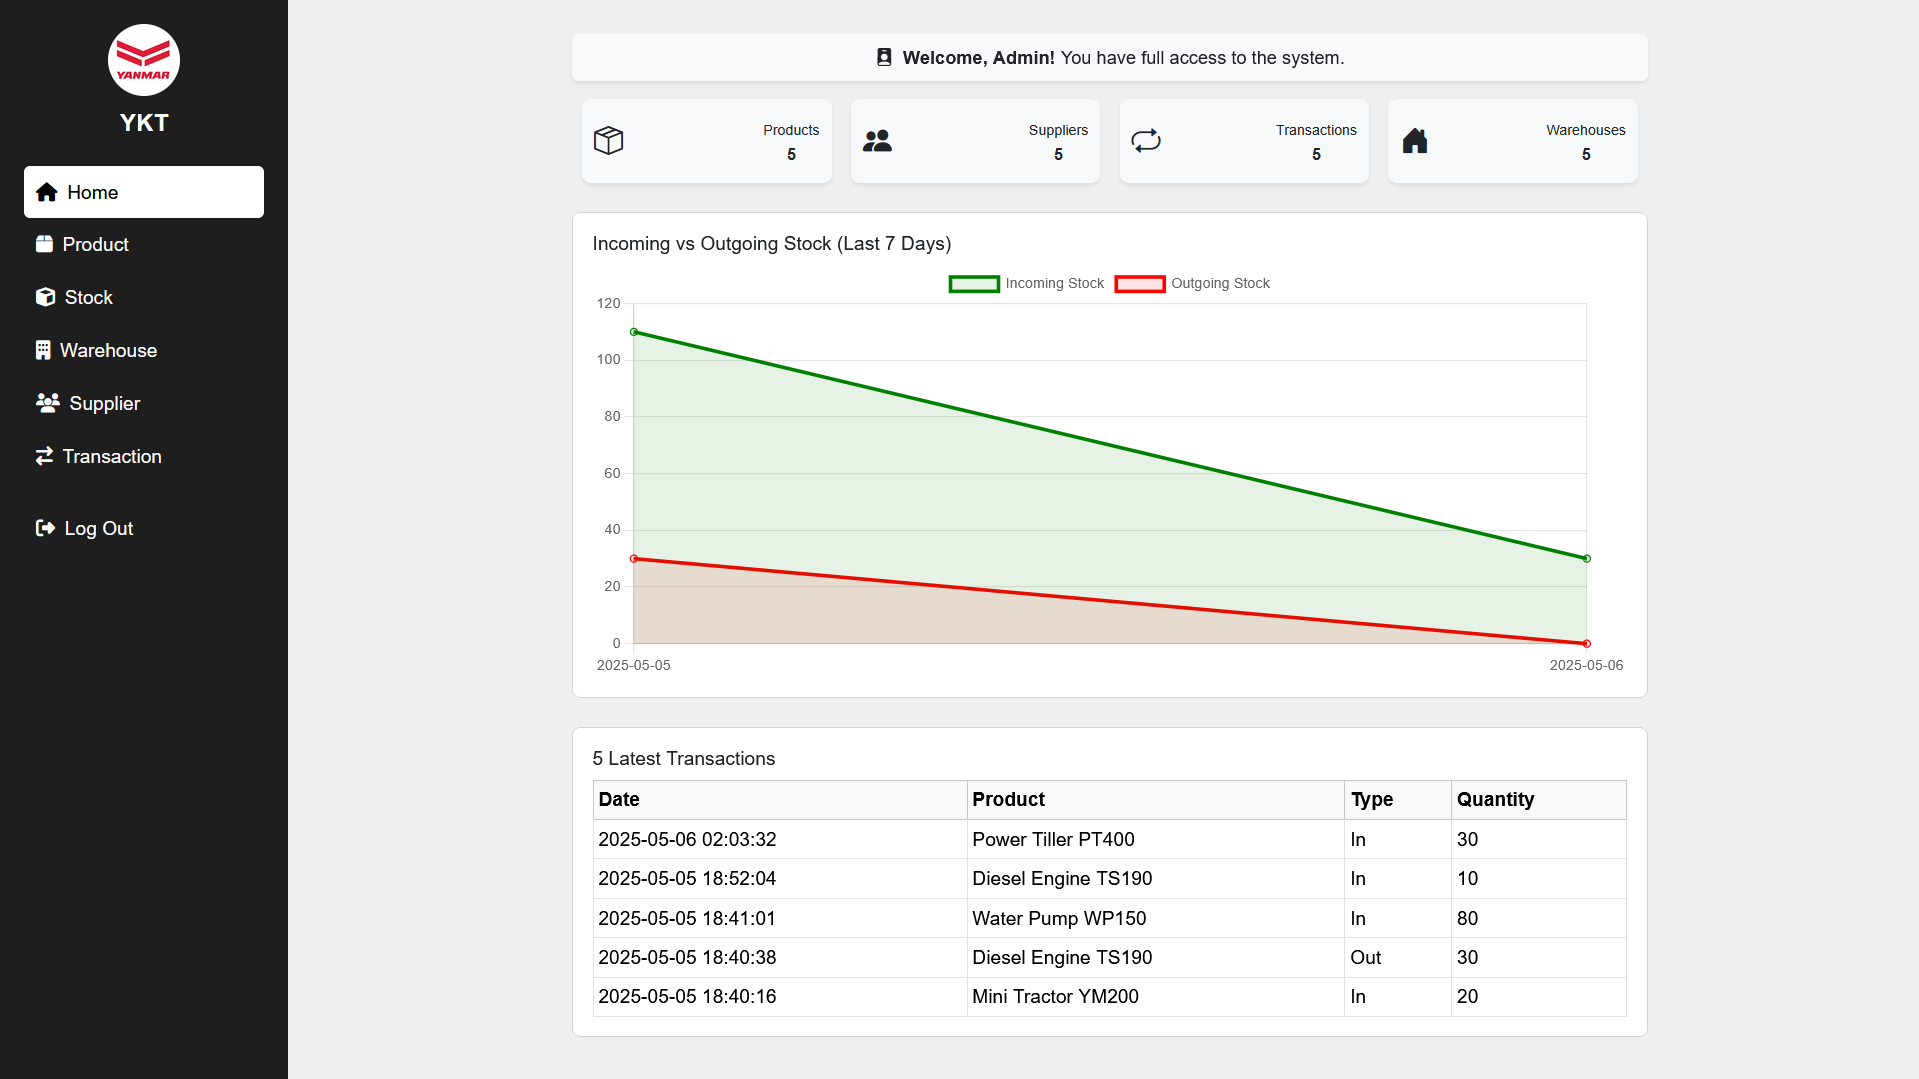 YANMAR
YKT
Home
Product
Stock
Warehouse
Supplier
Transaction
Log Out
Welcome, Admin! You have full access to the system.
Products
5
Suppliers
5
Transactions
5
Warehouses
5
Incoming vs Outgoing Stock (Last 7 Days)
Incoming Stock Outgoing Stock
120
100
80
60
40
20
0
2025-05-05 2025-05-06
5 Latest Transactions
Date Product Type Quantity
2025-05-06 02:03:32 Power Tiller PT400 In 30
2025-05-05 18:52:04 Diesel Engine TS190 In 10
2025-05-05 18:41:01 Water Pump WP150 In 80
2025-05-05 18:40:38 Diesel Engine TS190 Out 30
2025-05-05 18:40:16 Mini Tractor YM200 In 20